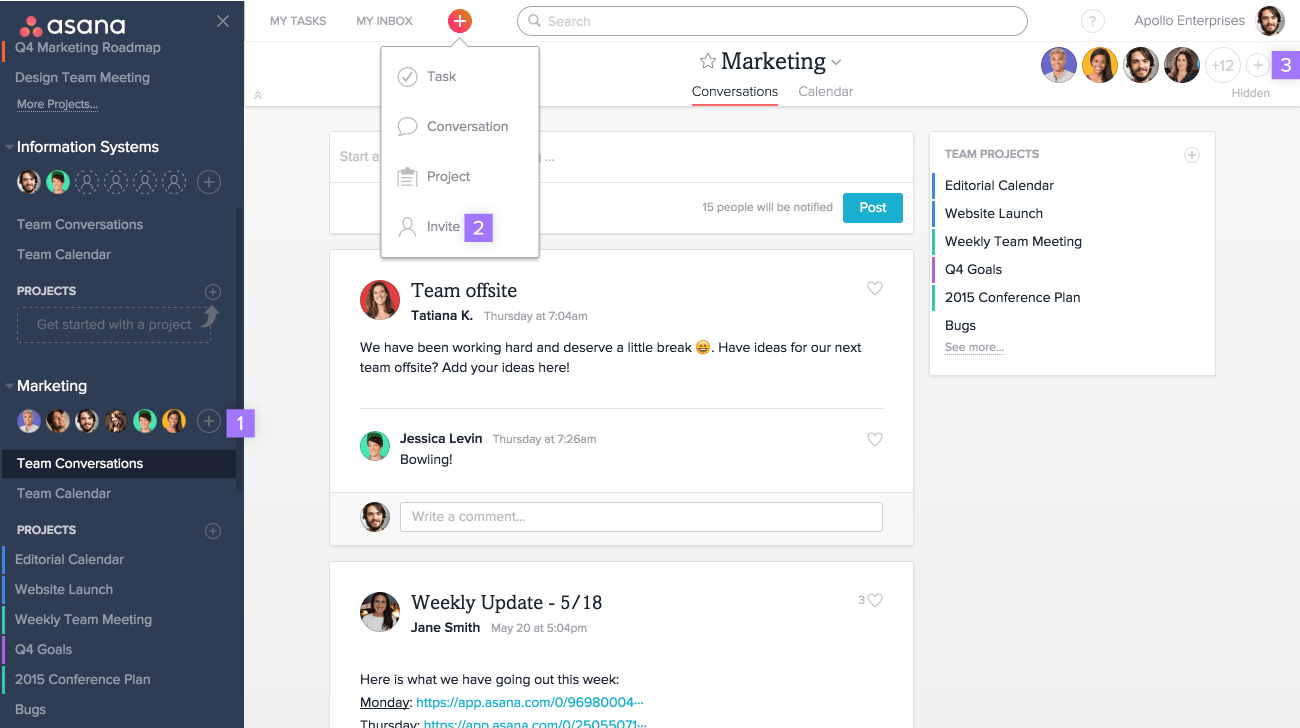 asana
Q4 Marketing Roadmap
Design Team Meeting
More Projects...
Information Systems
Team Conversations
Team Calendar
PROJECTS
Get started with a project
Marketing
1
Team Conversations
Team Calendar
PROJECTS
Editorial Calendar
Website Launch
Weekly Team Meeting
Q4 Goals
2015 Conference Plan
Bugs
MY TASKS
MY INBOX
Search
?
Apollo Enterprises
Task
Conversation
Project
Invite 2
Marketing
Conversations
Calendar
+12
3
Hidden
Start a
...
15 people will be notified
Post
Team offsite
Tatiana K. Thursday at 7:04am
We have been working hard and deserve a little break 😄. Have ideas for our next
team offsite? Add your ideas here!
Jessica Levin Thursday at 7:26am
Bowling!
Write a comment...
Weekly Update - 5/18
3
Jane Smith May 20 at 5:04pm
Here is what we have going out this week:
Monday: https://app.asana.com/0/96980004...
Thursday: https://app.asana.com/0/25055071...
TEAM PROJECTS
Editorial Calendar
Website Launch
Weekly Team Meeting
Q4 Goals
2015 Conference Plan
Bugs
See more...